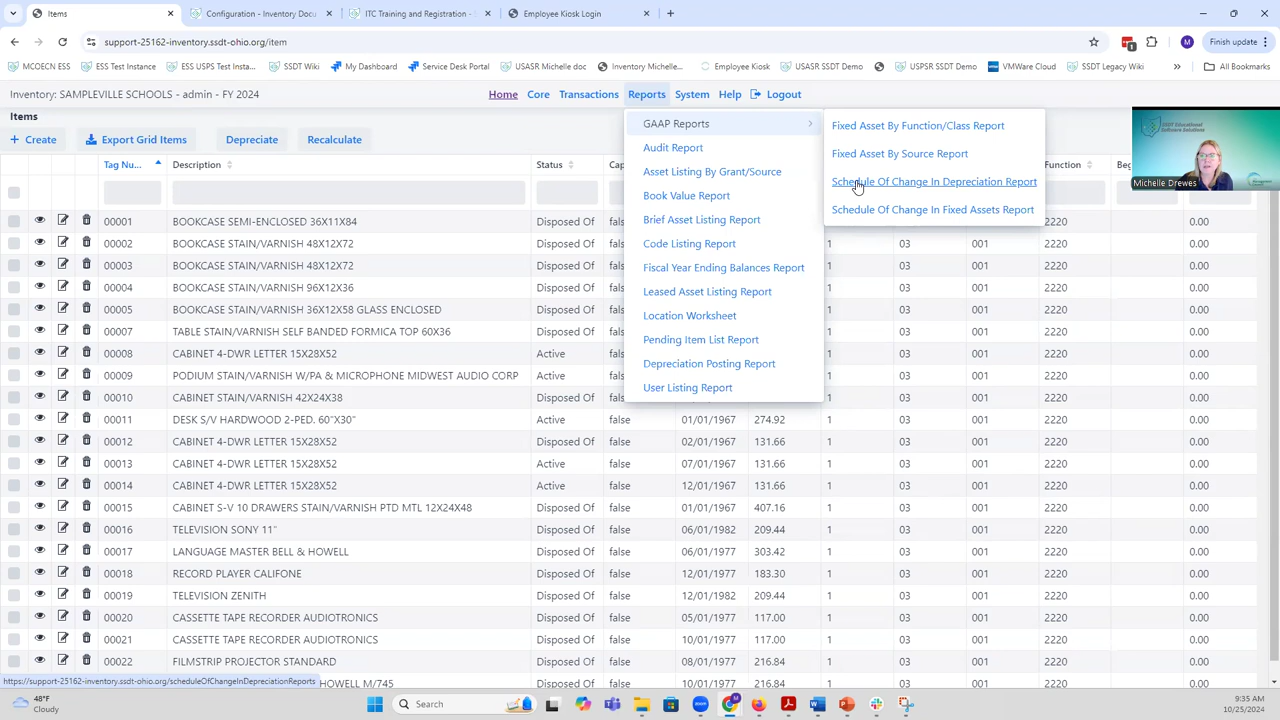 Items
Configuration - Inventory Docu
ITC Training and Registration -
Employee Kiosk Login
support-25162-inventory.ssdt-ohio.org/item
M
Finish update
MCOECN ESS
ESS Test Instance
ESS USPS Test Insta...
SSDT Wiki
My Dashboard
Service Desk Portal
USASR Michelle doc
Inventory Michelle...
Employee Kiosk
USASR SSDT Demo
USPSR SSDT Demo
VMWare Cloud
SSDT Legacy Wiki
All Bookmarks
Inventory: SAMPLEVILLE SCHOOLS - admin - FY 2024
Home Core Transactions Reports System Help Logout
Items
+ Create Export Grid Items Depreciate Recalculate
GAAP Reports
Audit Report
Asset Listing By Grant/Source
Book Value Report
Brief Asset Listing Report
Code Listing Report
Fiscal Year Ending Balances Report
Leased Asset Listing Report
Location Worksheet
Pending Item List Report
Depreciation Posting Report
User Listing Report
Fixed Asset By Function/Class Report
Fixed Asset By Source Report
Schedule Of Change In Depreciation Report
Schedule Of Change In Fixed Assets Report
SSDT Educational
Software Solutions
Michelle Drewes
Tag Nu... Description Status Cap Function Beg
00001 BOOKCASE SEMI-ENCLOSED 36X11X84 Disposed Of fals 2220 0.00
00002 BOOKCASE STAIN/VARNISH 48X12X72 Disposed Of fals 1 03 001 2220 0.00
00003 BOOKCASE STAIN/VARNISH 48X12X72 Disposed Of fals 1 03 001 2220 0.00
00004 BOOKCASE STAIN/VARNISH 96X12X36 Disposed Of fals 1 03 001 2220 0.00
00005 BOOKCASE STAIN/VARNISH 36X12X58 GLASS ENCLOSED Disposed Of fals 1 03 001 2220 0.00
00007 TABLE STAIN/VARNISH SELF BANDED FORMICA TOP 60X36 Disposed Of fals 1 03 001 2220 0.00
00008 CABINET 4-DWR LETTER 15X28X52 Active fals 1 03 001 2220 0.00
00009 PODIUM STAIN/VARNISH W/PA & MICROPHONE MIDWEST AUDIO CORP Active fals 1 03 001 2220 0.00
00010 CABINET STAIN/VARNISH 42X24X38 Disposed Of fals 1 03 001 2220 0.00
00011 DESK S/V HARDWOOD 2-PED. 60"X30" Active false 01/01/1967 274.92 1 03 001 2220 0.00
00012 CABINET 4-DWR LETTER 15X28X52 Disposed Of false 02/01/1967 131.66 1 03 001 2220 0.00
00013 CABINET 4-DWR LETTER 15X28X52 Active false 07/01/1967 131.66 1 03 001 2220 0.00
00014 CABINET 4-DWR LETTER 15X28X52 Active false 12/01/1967 131.66 1 03 001 2220 0.00
00015 CABINET S-V 10 DRAWERS STAIN/VARNISH PTD MTL 12X24X48 Disposed Of false 01/01/1967 407.16 1 03 001 2220 0.00
00016 TELEVISION SONY 11" Disposed Of false 06/01/1982 209.44 1 03 001 2220 0.00
00017 LANGUAGE MASTER BELL & HOWELL Disposed Of false 06/01/1977 303.42 1 03 001 2220 0.00
00018 RECORD PLAYER CALIFONE Disposed Of false 12/01/1977 183.30 1 03 001 2220 0.00
00019 TELEVISION ZENITH Disposed Of false 12/01/1982 209.44 1 03 001 2220 0.00
00020 CASSETTE TAPE RECORDER AUDIOTRONICS Disposed Of false 05/01/1977 117.00 1 03 001 2220 0.00
00021 CASSETTE TAPE RECORDER AUDIOTRONICS Disposed Of false 10/01/1977 117.00 1 03 001 2220 0.00
00022 FILMSTRIP PROJECTOR STANDARD Disposed Of false 08/01/1977 216.84 1 03 001 2220 0.00
HOWELL M/745 Disposed Of false 10/01/1977 216.84 1 03 001 2220 0.00
https://support-25162-inventory.ssdt-ohio.org/scheduleOfChangeInDepreciationReports
48°F
Cloudy
Search
9:35 AM
10/25/2024